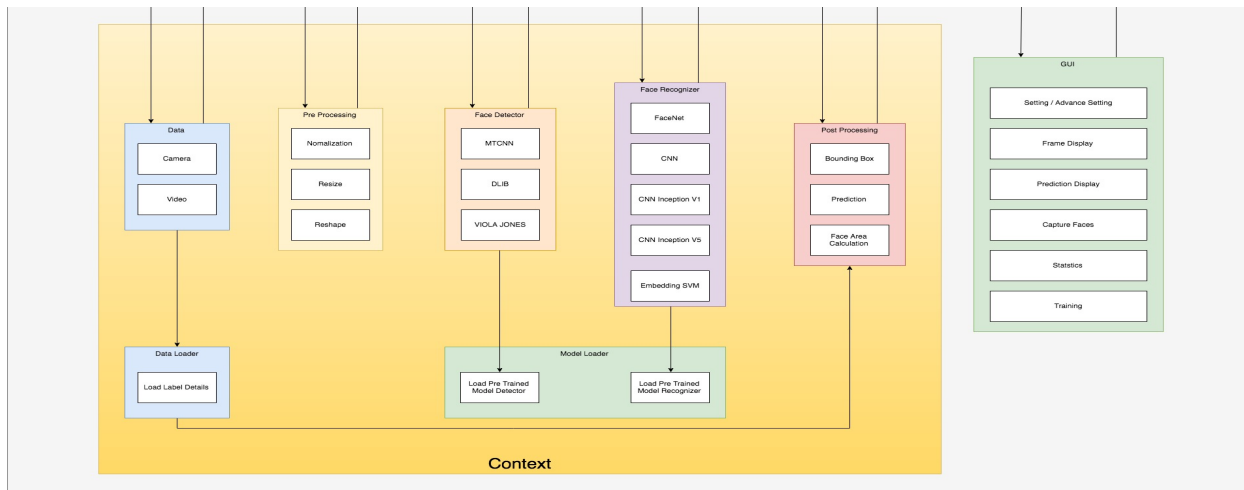 Data
Camera
Video
Pre Processing
Nomalization
Resize
Reshape
Face Detector
MTCNN
DLIB
VIOLA JONES
Face Recognizer
FaceNet
CNN
CNN Inception V1
CNN Inception V5
Embedding SVM
Post Processing
Bounding Box
Prediction
Face Area
Calculation
GUI
Setting / Advance Setting
Frame Display
Prediction Display
Capture Faces
Statstics
Training
Data Loader
Load Label Details
Model Loader
Load Pre Trained
Model Detector
Load Pre Trained
Model Recognizer
Context